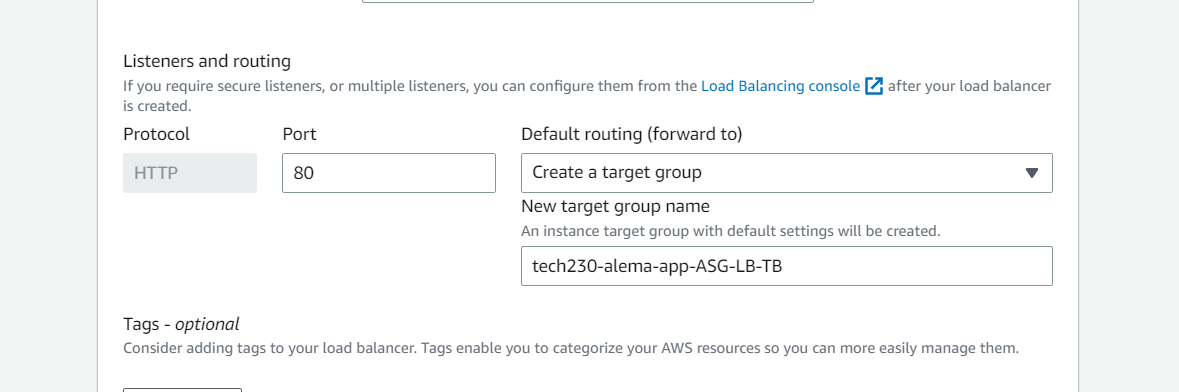 Listeners and routing
If you require secure listeners, or multiple listeners, you can configure them from the Load Balancing console after your load balancer
is created.
Protocol
Port
Default routing (forward to)
HTTP
80
Create a target group
New target group name
An instance target group with default settings will be created.
tech230-alema-app-ASG-LB-TB
Tags - optional
Consider adding tags to your load balancer. Tags enable you to categorize your AWS resources so you can more easily manage them.